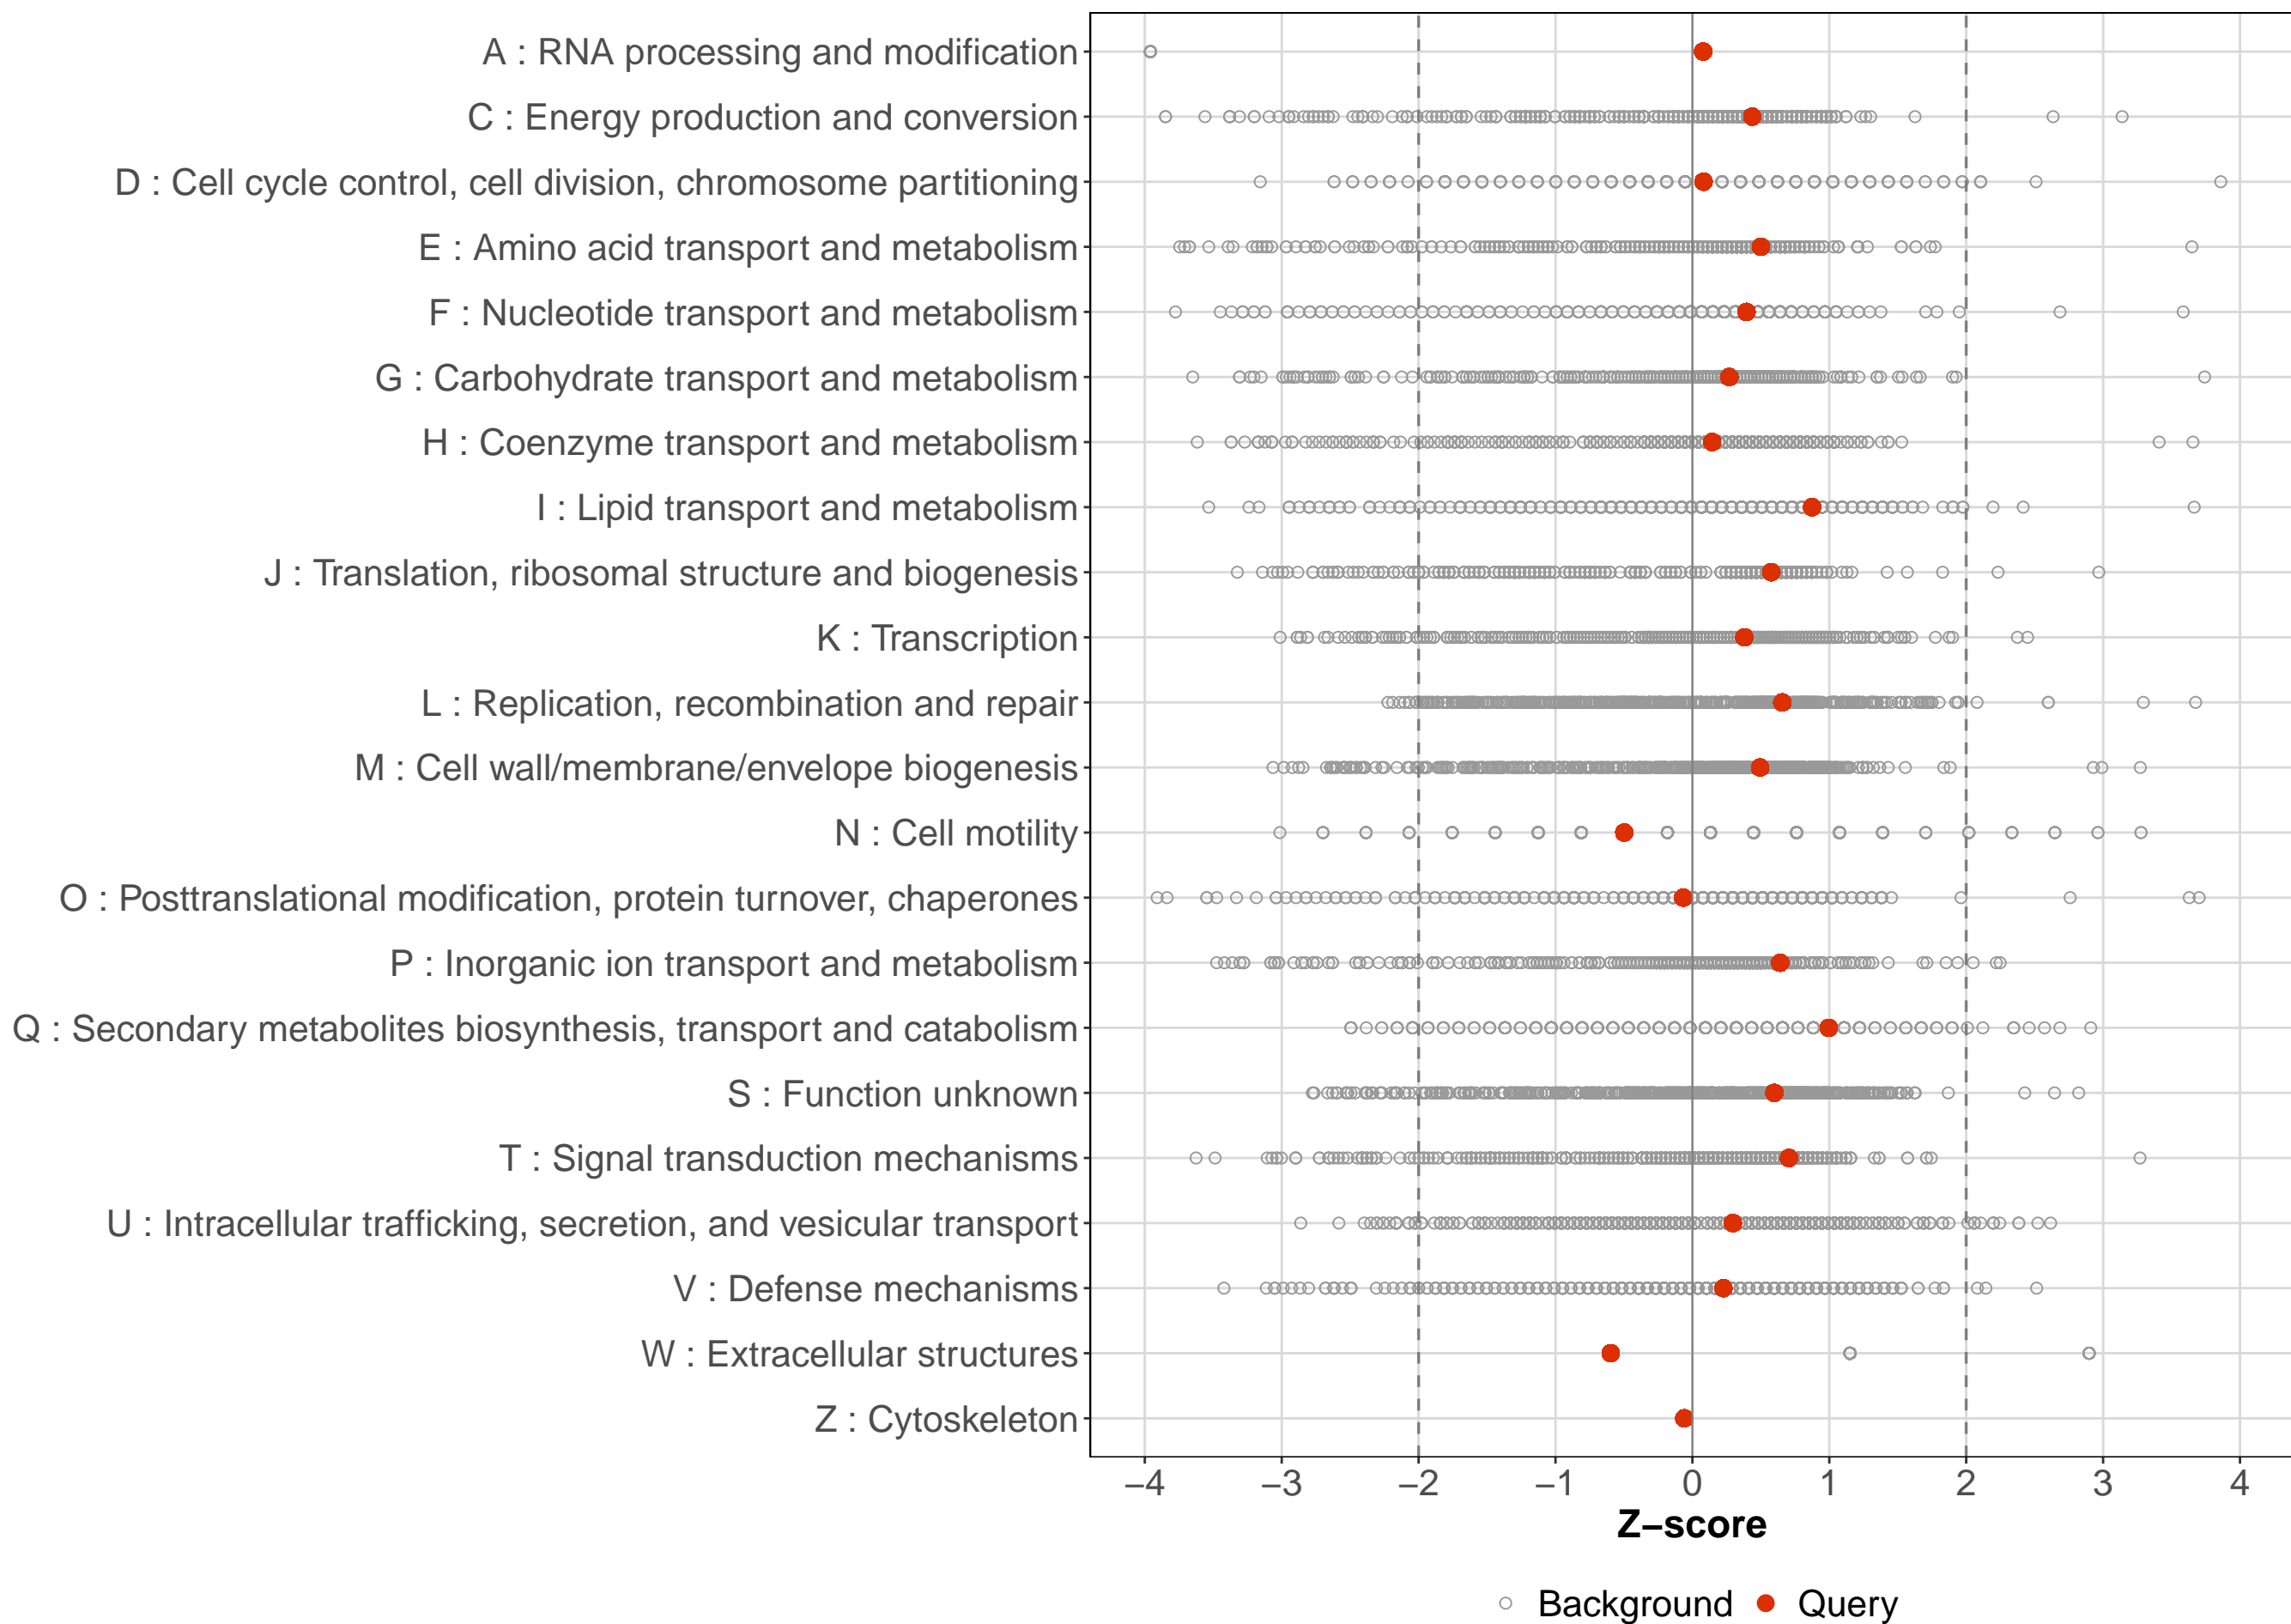 A : RNA processing and modification
C : Energy production and conversion
D : Cell cycle control, cell division, chromosome partitioning
E : Amino acid transport and metabolism
F : Nucleotide transport and metabolism
G : Carbohydrate transport and metabolism
H : Coenzyme transport and metabolism
I : Lipid transport and metabolism
J : Translation, ribosomal structure and biogenesis
K : Transcription
L : Replication, recombination and repair
M : Cell wall/membrane/envelope biogenesis
N : Cell motility
O : Posttranslational modification, protein turnover, chaperones
P : Inorganic ion transport and metabolism
Q : Secondary metabolites biosynthesis, transport and catabolism
S : Function unknown
T : Signal transduction mechanisms
U : Intracellular trafficking, secretion, and vesicular transport
V : Defense mechanisms
W : Extracellular structures
Z : Cytoskeleton
−4 −3 −2 −1 0 1 2 3 4
Z−score
Background Query